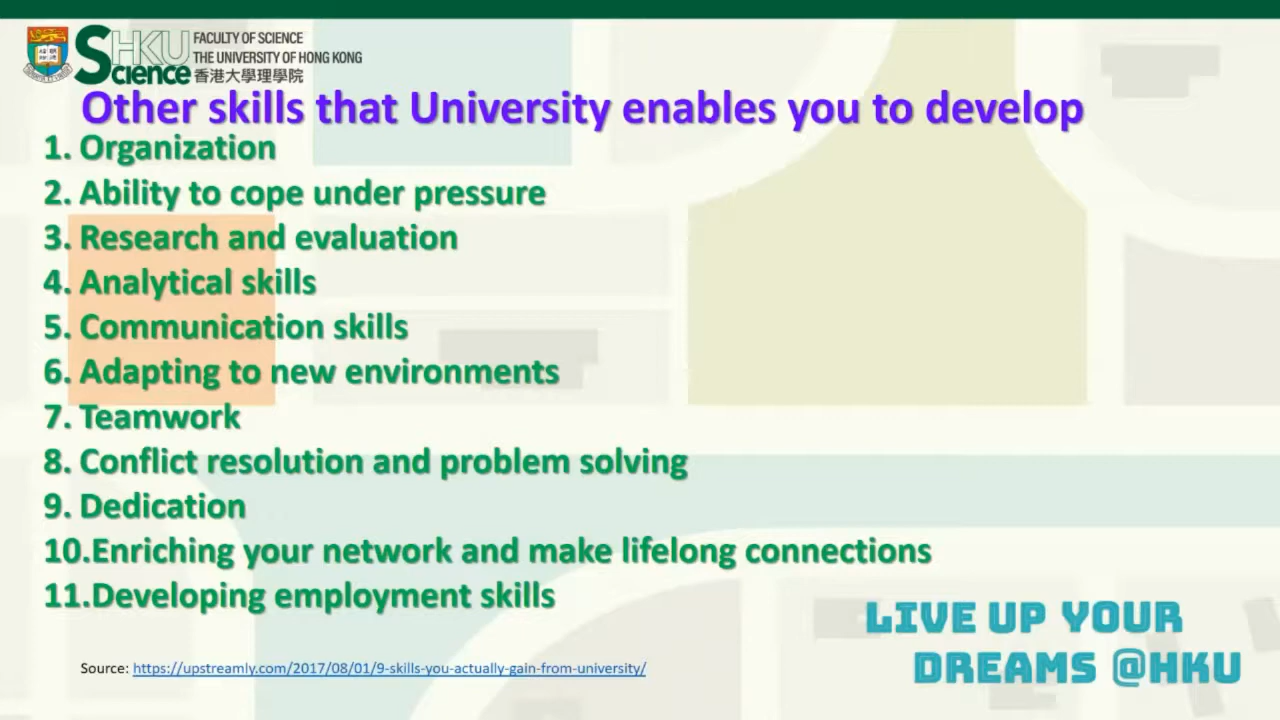 SHKU
Science
FACULTY OF SCIENCE
THE UNIVERSITY OF HONG KONG
香港大學理學院
Other skills that University enables you to develop
1. Organization
2. Ability to cope under pressure
3. Research and evaluation
4. Analytical skills
5. Communication skills
6. Adapting to new environments
7. Teamwork
8. Conflict resolution and problem solving
9. Dedication
10.Enriching your network and make lifelong connections
11.Developing employment skills
Source: https://upstreamly.com/2017/08/01/9-skills-you-actually-gain-from-university/
LIVE UP YOUR
DREAMS @HKU